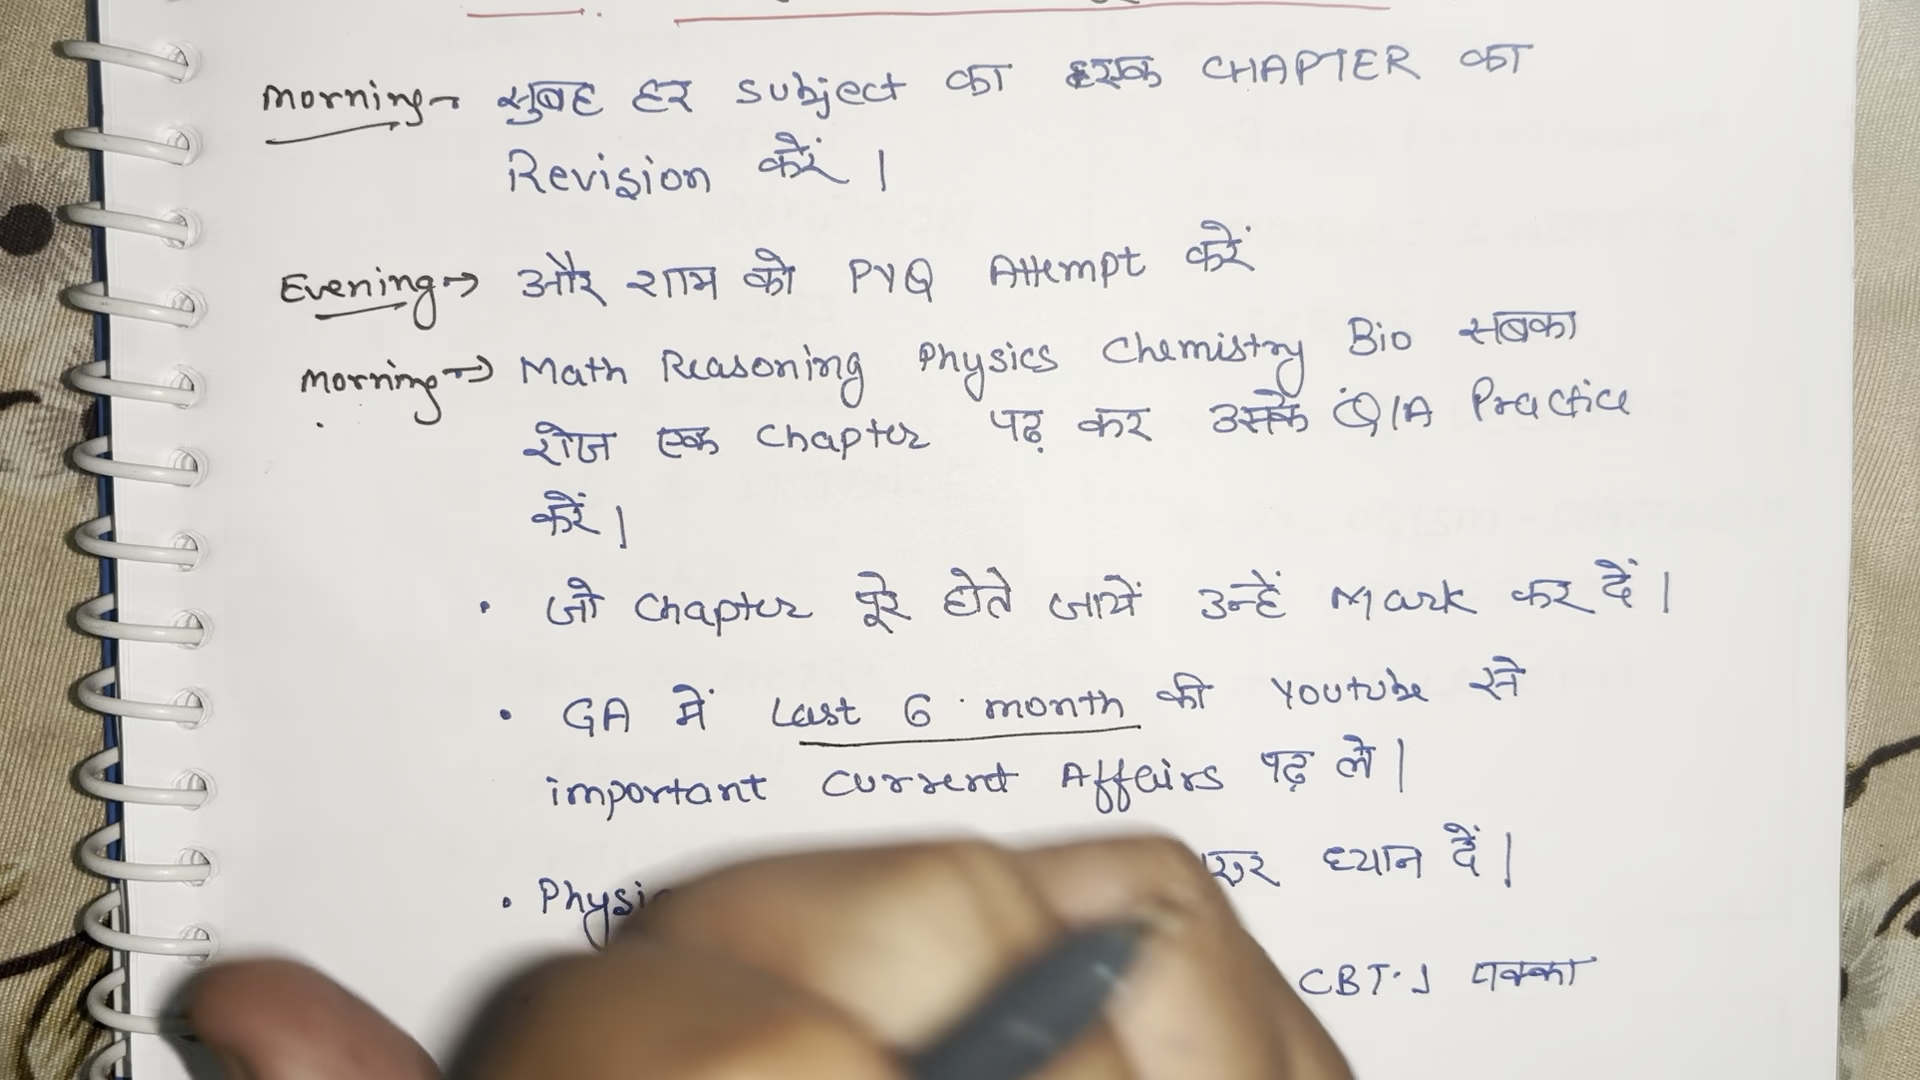 Morning → सुबह हर subject का एक CHAPTER का
Revision करें ।
Evening → और शाम को PYQ Attempt करें
Morning → Math Reasoning Physics Chemistry Bio सबका
रोज एक Chapter पढ़ कर उसके Q/A Practice
करें ।
• जो Chapter पूरे होते जायें उन्हें Mark कर दें ।
• GA में Last 6 month की Youtube से
important Current Affairs पढ़ ले ।
• ध्यान दें ।
CBT-1 पक्का